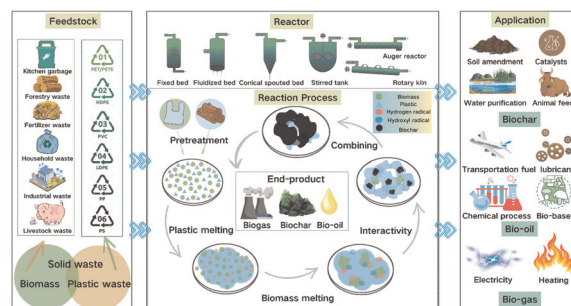 Feedstock
Kitchen garbage
Forestry waste
Fertilizer waste
Household waste
Industrial waste
Livestock waste
01
PET/PETE
02
HDPE
03
PVC
04
LDPE
05
PP
06
PS
Solid waste
Biomass
Plastic waste
Reactor
Fixed bed
Fluidized bed
Conical spouted bed
Stirred tank
Auger reactor
Rotary kiln
Reaction Process
Biomass
Plastic
Hydrogen radical
Hydroxyl radical
Biochar
Pretreatment
Combining
End-product
Biogas
Biochar
Bio-oil
Plastic melting
Interactivity
Biomass melting
Application
Soil amendment
Catalysts
Water purification
Animal feed
Biochar
Transportation fuel
lubrican
Chemical process
Bio-base
Bio-oil
Electricity
Heating
Bio-gas